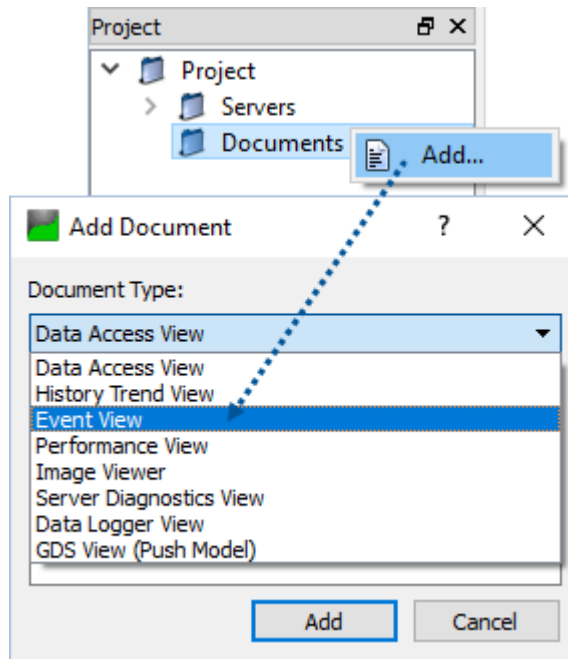 Project
Project
Servers
Documents
Add...
Add Document
?
Document Type:
Data Access View
Data Access View
History Trend View
Event View
Performance View
Image Viewer
Server Diagnostics View
Data Logger View
GDS View (Push Model)
Add Cancel